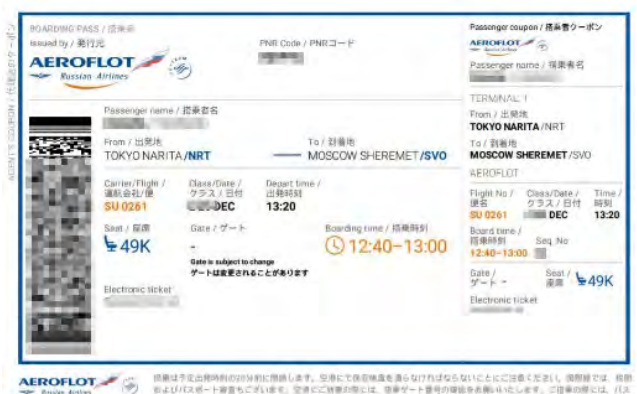 BOARDING PASS / 搭乗券
Issued by / 発行元
AEROFLOT
Russian Airlines
PNR Code / PNRコード
Passenger name / 搭乗者名
From / 出発地
TOKYO NARITA/NRT
To / 到着地
MOSCOW SHEREMET/SVO
Carrier/Flight / 運航会社/便
SU 0261
Class/Date / クラス / 日付
DEC
Depart time / 出発時刻
13:20
Seat / 座席
49K
Gate / ゲート
-
Gate is subject to change
ゲートは変更されることがあります
Boarding time / 搭乗時刻
12:40–13:00
Electronic ticket
Passenger coupon / 搭乗者クーポン
AEROFLOT
Passenger name / 搭乗者名
TERMINAL: 1
From / 出発地
TOKYO NARITA/NRT
To / 到着地
MOSCOW SHEREMET/SVO
AEROFLOT
Flight No / 便名
SU 0261
Class/Date / クラス / 日付
DEC
Time / 時刻
13:20
Board time / 搭乗時刻
12:40–13:00
Seq. No
Gate / ゲート -
Seat / 座席
49K
Electronic ticket
AEROFLOT
Russian Airlines